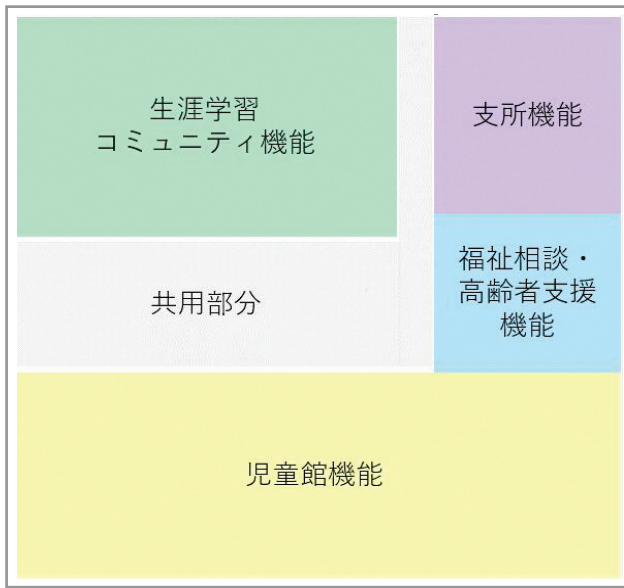 生涯学習
コミュニティ機能
支所機能
共用部分
福祉相談・
高齢者支援
機能
児童館機能